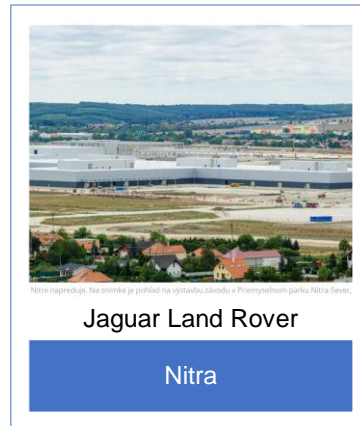 Nitre napreduje. Na snímke je pohľad na výstavbu závodu v Priemyselnom parku Nitra-Sever,
Jaguar Land Rover
Nitra